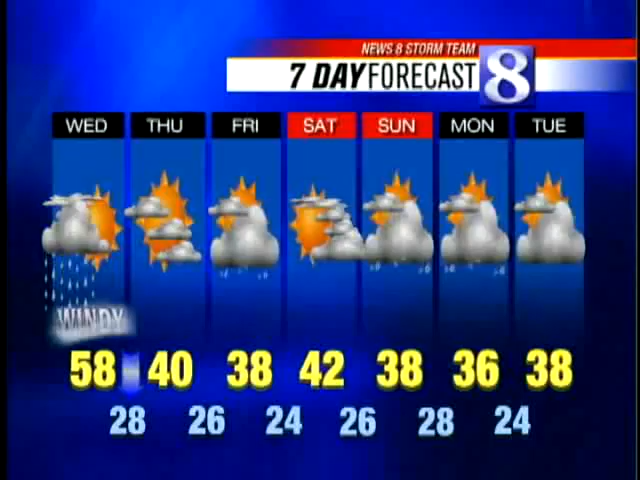 NEWS 8 STORM TEAM
7 DAY FORECAST 8
WED THU FRI SAT SUN MON TUE
WINDY
58 40 38 42 38 36 38
28 26 24 26 28 24